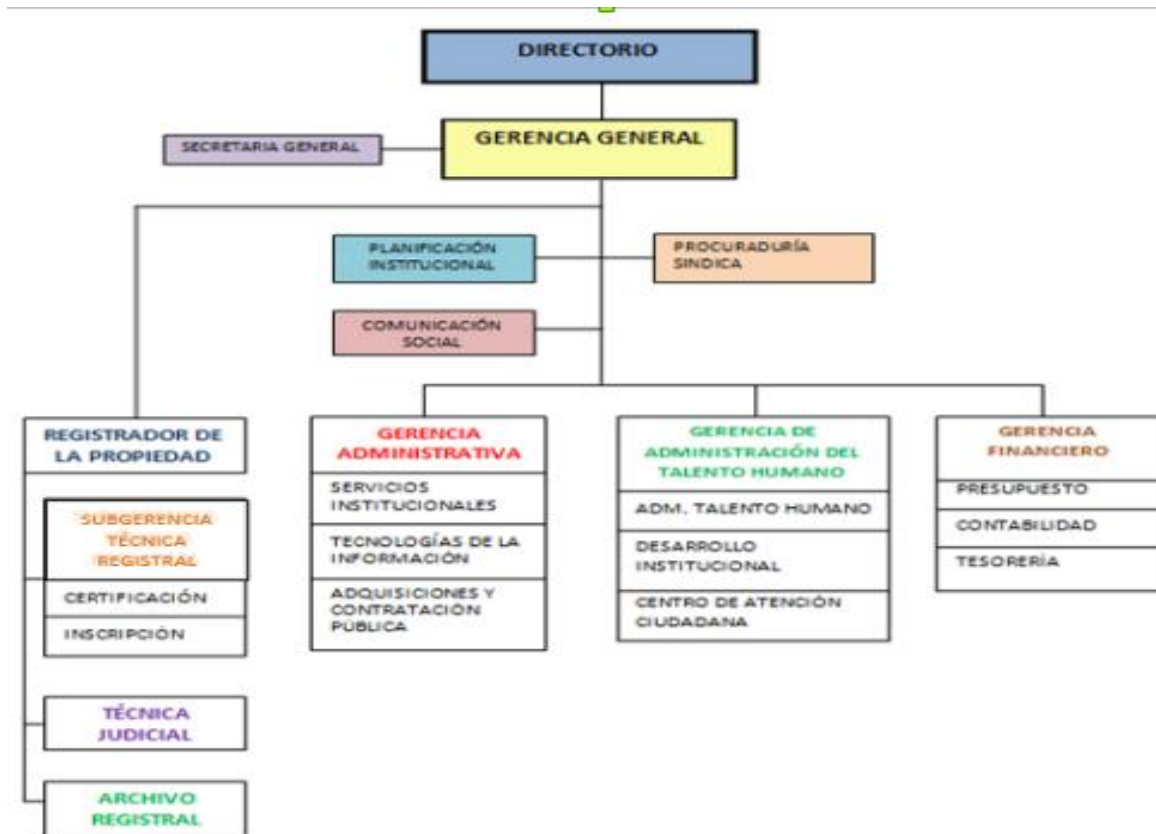 DIRECTORIO
GERENCIA GENERAL
SECRETARIA GENERAL
PLANIFICACIÓN
INSTITUCIONAL
PROCURADURÍA
SINDICA
COMUNICACIÓN
SOCIAL
REGISTRADOR DE
LA PROPIEDAD
SUBGERENCIA
TÉCNICA
REGISTRAL
CERTIFICACIÓN
INSCRIPCIÓN
TÉCNICA
JUDICIAL
ARCHIVO
REGISTRAL
GERENCIA
ADMINISTRATIVA
SERVICIOS
INSTITUCIONALES
TECNOLOGÍAS DE LA
INFORMACIÓN
ADQUISICIONES Y
CONTRATACIÓN
PÚBLICA
GERENCIA DE
ADMINISTRACIÓN DEL
TALENTO HUMANO
ADM. TALENTO HUMANO
DESARROLLO
INSTITUCIONAL
CENTRO DE ATENCIÓN
CIUDADANA
GERENCIA
FINANCIERO
PRESUPUESTO
CONTABILIDAD
TESORERÍA